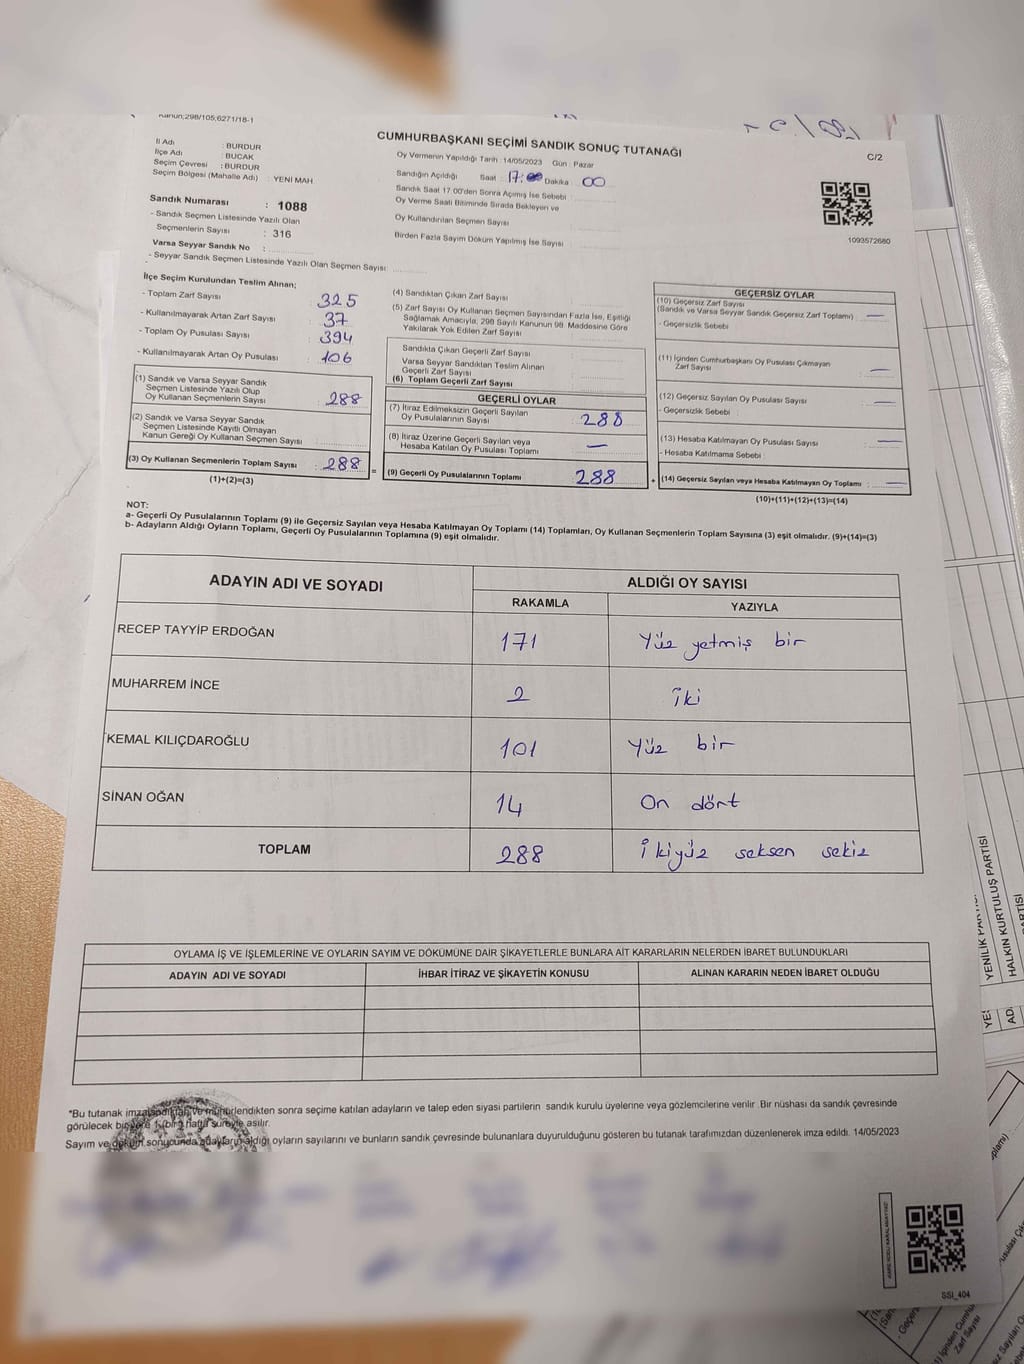 Kanun;298/105;6271/18-1
CUMHURBAŞKANI SEÇİMİ SANDIK SONUÇ TUTANAĞI
C/2
İl Adı : BURDUR
İlçe Adı : BUCAK
Seçim Çevresi : BURDUR
Seçim Bölgesi (Mahalle Adı) : YENİ MAH
Oy Vermenin Yapıldığı Tarih : 14/05/2023 Gün : Pazar
Sandığın Açıldığı Saat : 17:00 Dakika : 00
Sandık Saat 17:00'den Sonra Açımış İse Sebebi :
Oy Verme Saati Bitiminde Sırada Bekleyen ve
Oy Kullandırılan Seçmen Sayısı :
Birden Fazla Sayım Döküm Yapılmış İse Sayısı :
1093572680
Sandık Numarası : 1088
- Sandık Seçmen Listesinde Yazılı Olan
Seçmenlerin Sayısı : 316
Varsa Seyyar Sandık No :
- Seyyar Sandık Seçmen Listesinde Yazılı Olan Seçmen Sayısı:
İlçe Seçim Kurulundan Teslim Alınan;
- Toplam Zarf Sayısı : 325
- Kullanılmayarak Artan Zarf Sayısı : 37
- Toplam Oy Pusulası Sayısı : 394
- Kullanılmayarak Artan Oy Pusulası : 106
(1) Sandık ve Varsa Seyyar Sandık
Seçmen Listesinde Yazılı Olup
Oy Kullanan Seçmenlerin Sayısı : 288
(2) Sandık ve Varsa Seyyar Sandık
Seçmen Listesinde Kayıtlı Olmayan
Kanun Gereği Oy Kullanan Seçmen Sayısı :
(3) Oy Kullanan Seçmenlerin Toplam Sayısı : 288
(1)+(2)=(3)
(4) Sandıktan Çıkan Zarf Sayısı :
(5) Zarf Sayısı Oy Kullanan Seçmen Sayısından Fazla İse, Eşitliği
Sağlamak Amacıyla, 298 Sayılı Kanunun 98. Maddesine Göre
Yakılarak Yok Edilen Zarf Sayısı :
Sandıkta Çıkan Geçerli Zarf Sayısı :
Varsa Seyyar Sandıktan Teslim Alınan
Geçerli Zarf Sayısı :
(6) Toplam Geçerli Zarf Sayısı :
GEÇERLİ OYLAR
(7) İtiraz Edilmeksizin Geçerli Sayılan
Oy Pusulalarının Sayısı : 288
(8) İtiraz Üzerine Geçerli Sayılan veya
Hesaba Katılan Oy Pusulası Toplamı : —
= (9) Geçerli Oy Pusulalarının Toplamı : 288
GEÇERSİZ OYLAR
(10) Geçersiz Zarf Sayısı
(Sandık ve Varsa Seyyar Sandık Geçersiz Zarf Toplamı) : —
- Geçersizlik Sebebi :
(11) İçinden Cumhurbaşkanı Oy Pusulası Çıkmayan
Zarf Sayısı : —
(12) Geçersiz Sayılan Oy Pusulası Sayısı : —
- Geçersizlik Sebebi :
(13) Hesaba Katılmayan Oy Pusulası Sayısı : —
- Hesaba Katılmama Sebebi :
+ (14) Geçersiz Sayılan veya Hesaba Katılmayan Oy Toplamı : —
(10)+(11)+(12)+(13)=(14)
NOT:
a- Geçerli Oy Pusulalarının Toplamı (9) ile Geçersiz Sayılan veya Hesaba Katılmayan Oy Toplamı (14) Toplamları, Oy Kullanan Seçmenlerin Toplam Sayısına (3) eşit olmalıdır. (9)+(14)=(3)
b- Adayların Aldığı Oyların Toplamı, Geçerli Oy Pusulalarının Toplamına (9) eşit olmalıdır.
ADAYIN ADI VE SOYADI
ALDIĞI OY SAYISI
RAKAMLA YAZIYLA
RECEP TAYYİP ERDOĞAN 171 Yüz yetmiş bir
MUHARREM İNCE 2 iki
KEMAL KILIÇDAROĞLU 101 Yüz bir
SİNAN OĞAN 14 On dört
TOPLAM 288 İkiyüz seksen sekiz
OYLAMA İŞ VE İŞLEMLERİNE VE OYLARIN SAYIM VE DÖKÜMÜNE DAİR ŞİKAYETLERLE BUNLARA AİT KARARLARIN NELERDEN İBARET BULUNDUKLARI
ADAYIN ADI VE SOYADI
İHBAR İTİRAZ VE ŞİKAYETİN KONUSU
ALINAN KARARIN NEDEN İBARET OLDUĞU
*Bu tutanak imzalandıktan ve mühürlendikten sonra seçime katılan adayların ve talep eden siyasi partilerin sandık kurulu üyelerine veya gözlemcilerine verilir. Bir nüshası da sandık çevresinde
görülecek bir yere 1 (bir) hafta süreyle asılır.
Sayım ve döküm sonucunda adayların aldığı oyların sayılarını ve bunların sandık çevresinde bulunanlara duyurulduğunu gösteren bu tutanak tarafımızdan düzenlenerek imza edildi. 14/05/2023
SSİ_404
YENİLİK
HALKIN KURTULUŞ PARTİSİ
PARTİSİ